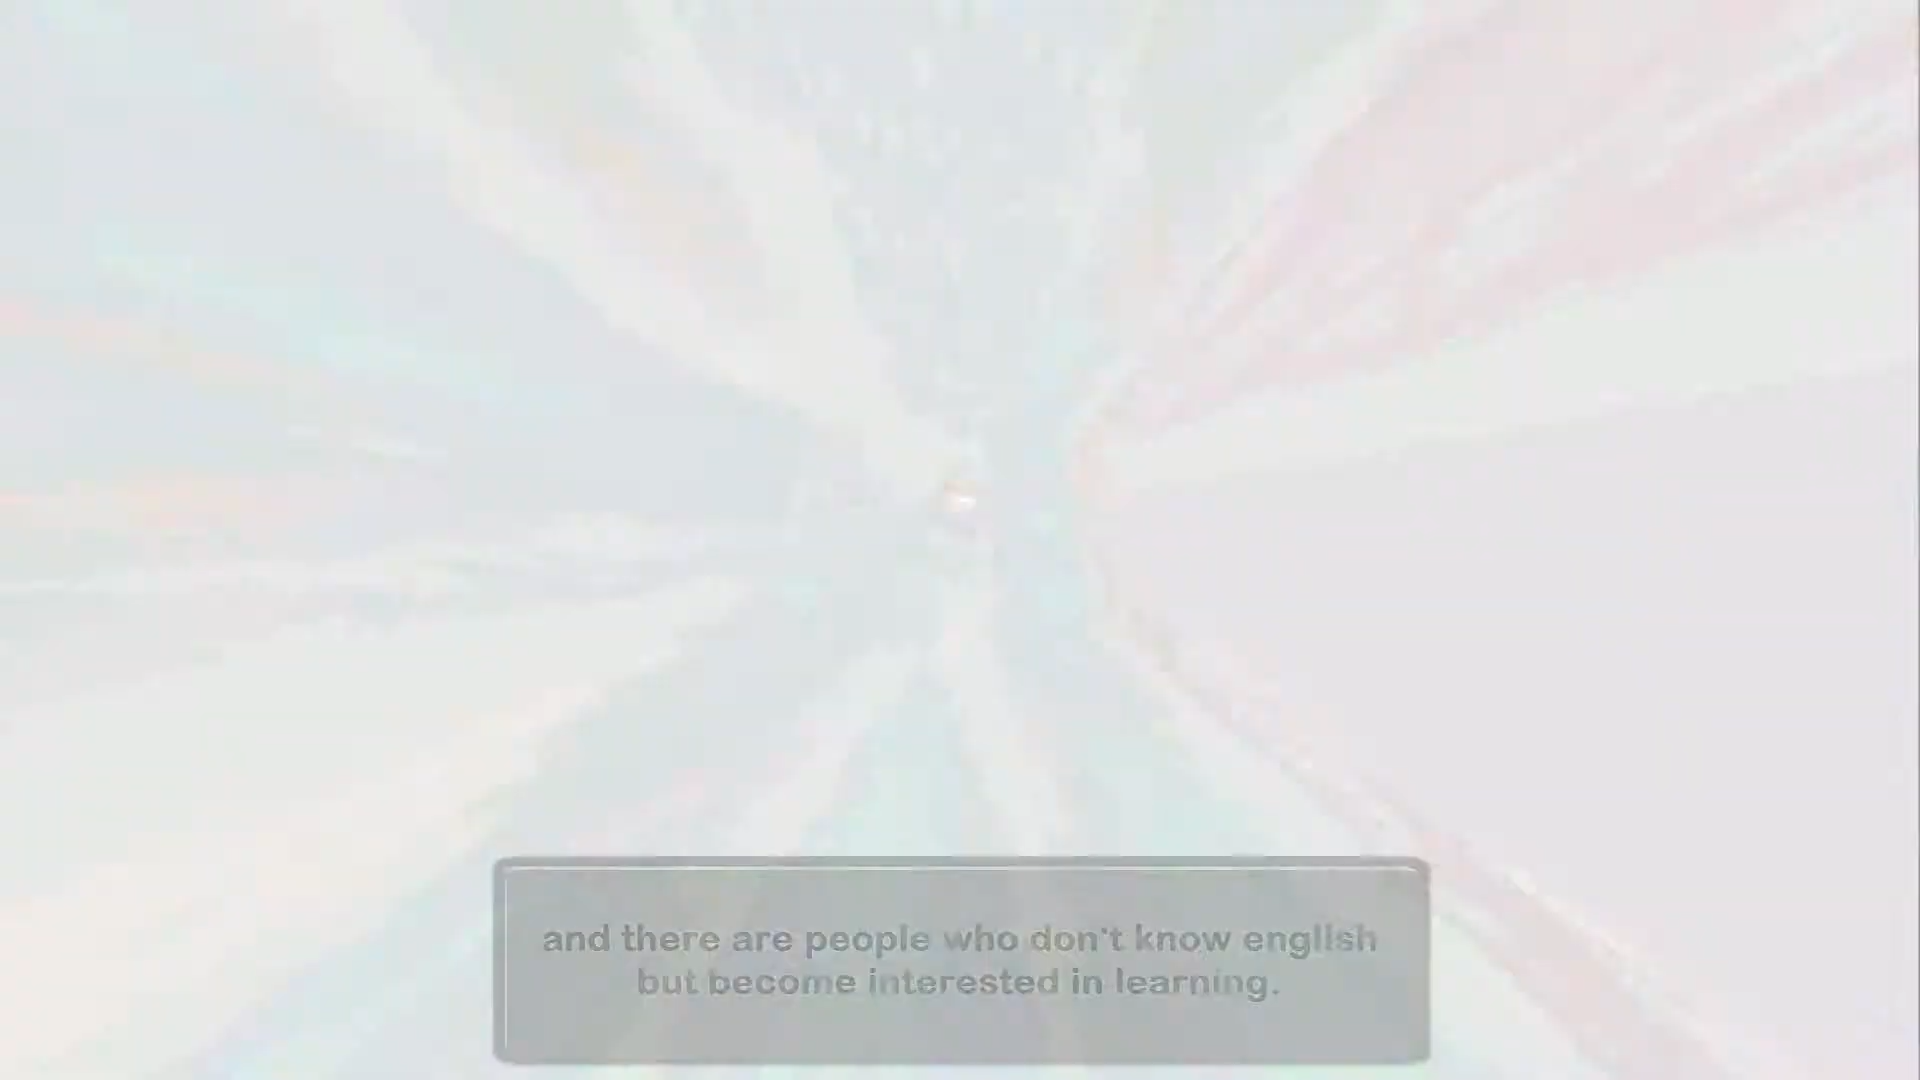 and there are people who don't know english
but become interested in learning.